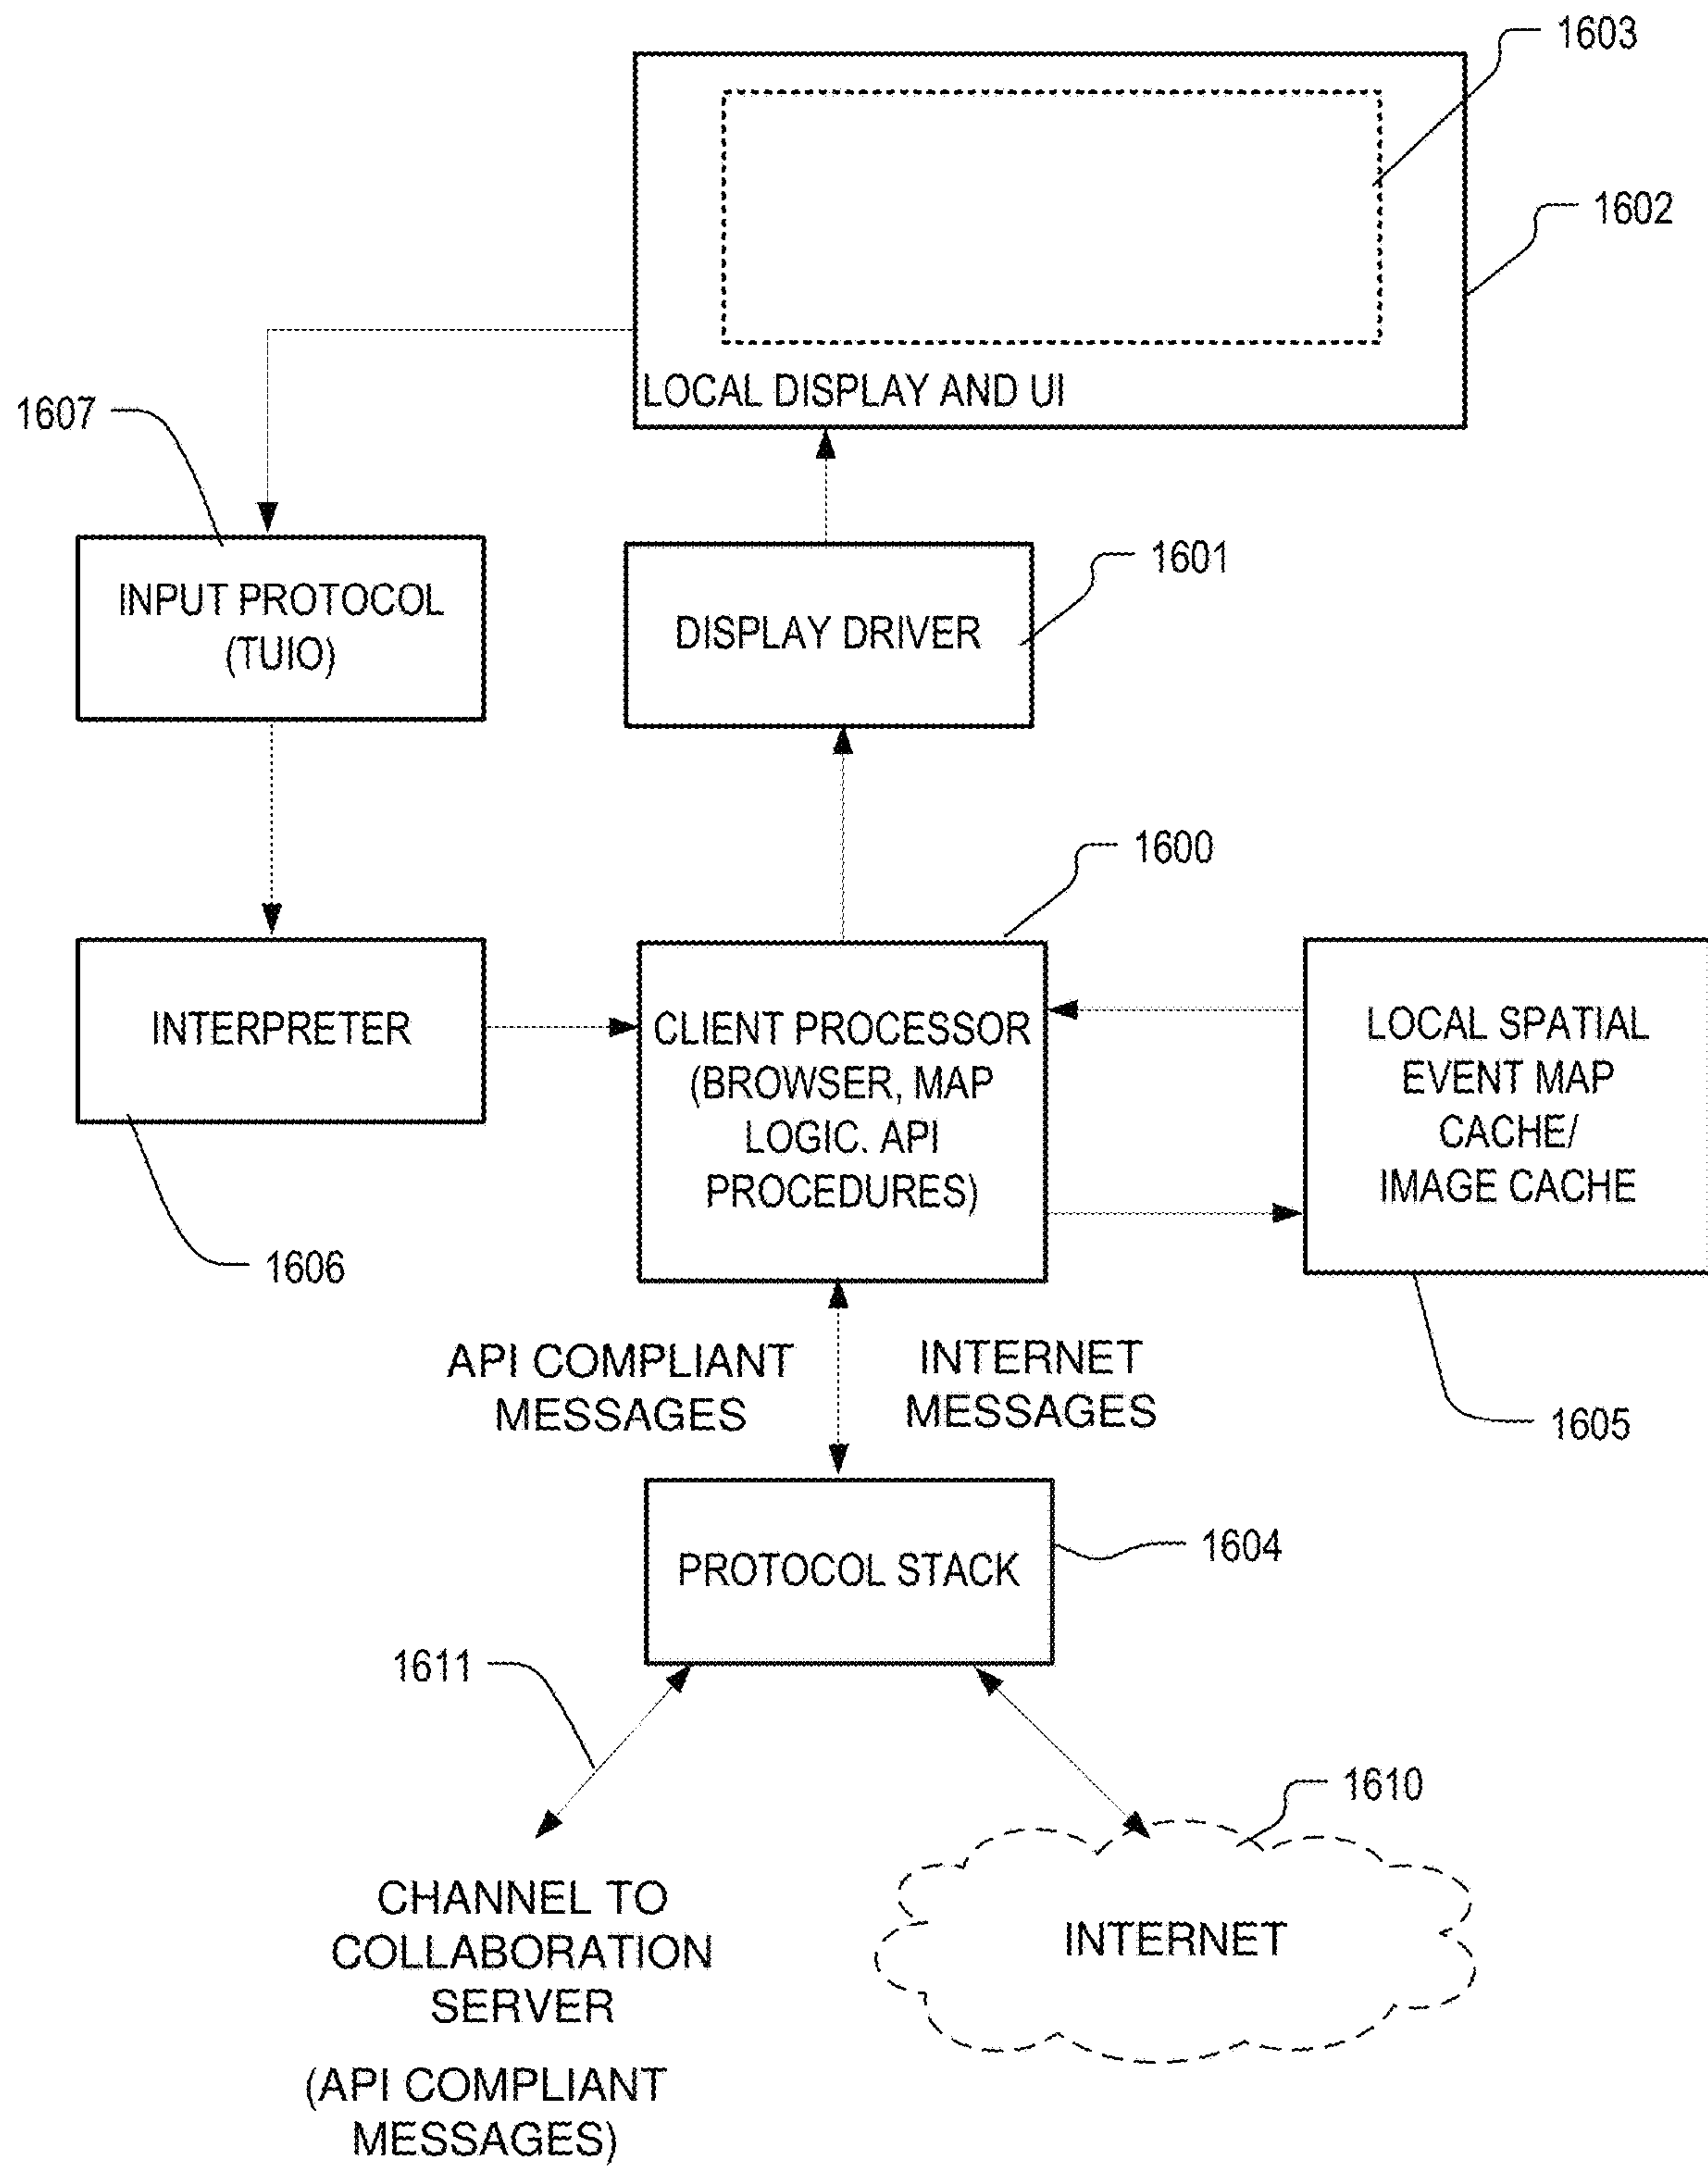 1603
1602
LOCAL DISPLAY AND UI
1607
INPUT PROTOCOL
(TUIO)
DISPLAY DRIVER
1601
1600
INTERPRETER
1606
CLIENT PROCESSOR
(BROWSER, MAP
LOGIC. API
PROCEDURES)
LOCAL SPATIAL
EVENT MAP
CACHE/
IMAGE CACHE
1605
API COMPLIANT
MESSAGES
INTERNET
MESSAGES
PROTOCOL STACK
1604
1611
1610
CHANNEL TO
COLLABORATION
SERVER
(API COMPLIANT
MESSAGES)
INTERNET